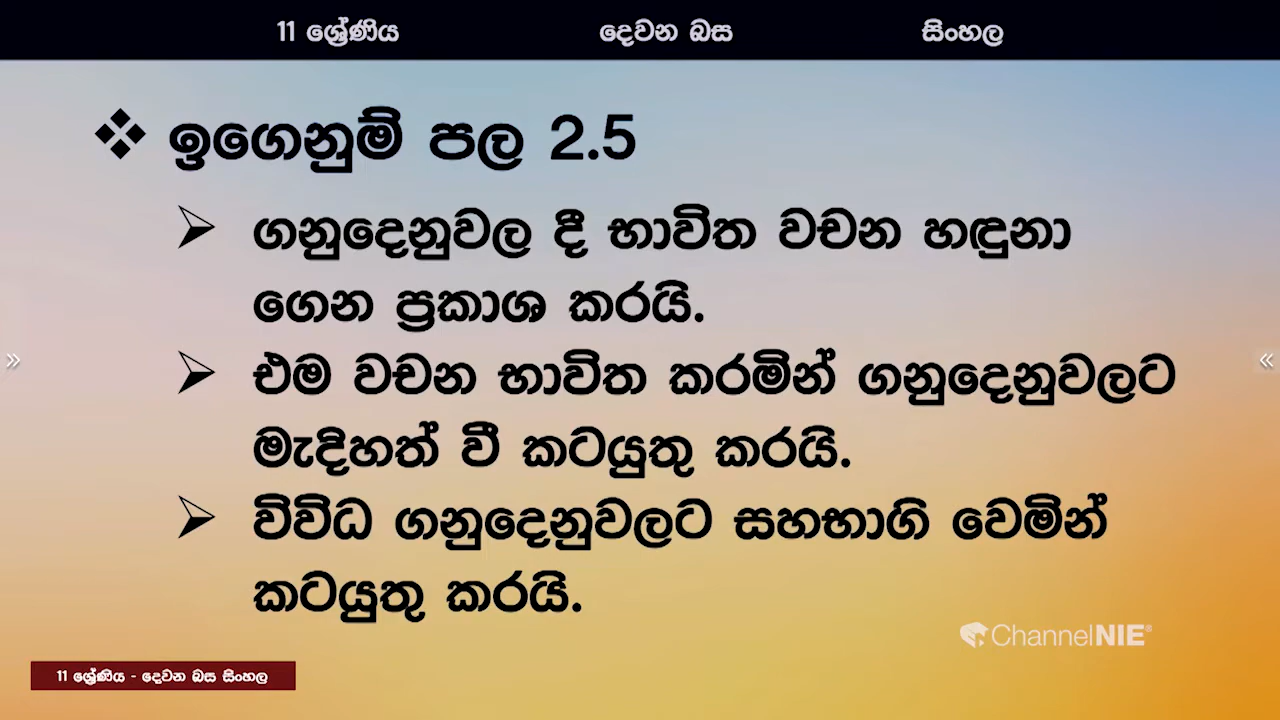 11 ශ්‍රේණිය දෙවන බස සිංහල
ඉගෙනුම් පල 2.5
ගනුදෙනුවල දී භාවිත වචන හඳුනා
ගෙන ප්‍රකාශ කරයි.
එම වචන භාවිත කරමින් ගනුදෙනුවලට
මැදිහත් වී කටයුතු කරයි.
විවිධ ගනුදෙනුවලට සහභාගි වෙමින්
කටයුතු කරයි.
ChannelNIE®
11 ශ්‍රේණිය - දෙවන බස සිංහල